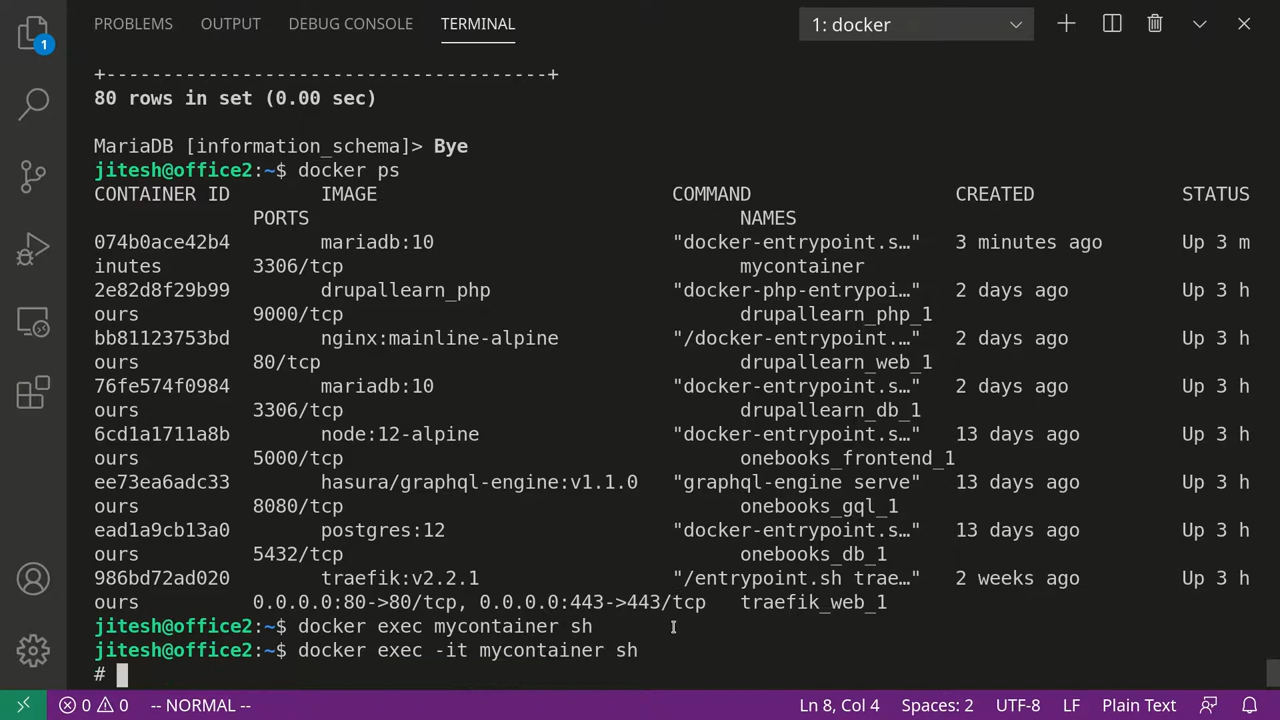 PROBLEMS OUTPUT DEBUG CONSOLE TERMINAL 1: docker
1
+---------------------------------------+
80 rows in set (0.00 sec)
MariaDB [information_schema]> Bye
jitesh@office2:~$ docker ps
CONTAINER ID        IMAGE                          COMMAND                  CREATED             STATUS
              PORTS                                      NAMES
074b0ace42b4        mariadb:10                     "docker-entrypoint.s…"   3 minutes ago       Up 3 m
inutes        3306/tcp                                   mycontainer
2e82d8f29b99        drupallearn_php                "docker-php-entrypoi…"   2 days ago          Up 3 h
ours          9000/tcp                                   drupallearn_php_1
bb81123753bd        nginx:mainline-alpine          "/docker-entrypoint.…"   2 days ago          Up 3 h
ours          80/tcp                                     drupallearn_web_1
76fe574f0984        mariadb:10                     "docker-entrypoint.s…"   2 days ago          Up 3 h
ours          3306/tcp                                   drupallearn_db_1
6cd1a1711a8b        node:12-alpine                 "docker-entrypoint.s…"   13 days ago         Up 3 h
ours          5000/tcp                                   onebooks_frontend_1
ee73ea6adc33        hasura/graphql-engine:v1.1.0   "graphql-engine serve"   13 days ago         Up 3 h
ours          8080/tcp                                   onebooks_gql_1
ead1a9cb13a0        postgres:12                    "docker-entrypoint.s…"   13 days ago         Up 3 h
ours          5432/tcp                                   onebooks_db_1
986bd72ad020        traefik:v2.2.1                 "/entrypoint.sh trae…"   2 weeks ago         Up 3 h
ours          0.0.0.0:80->80/tcp, 0.0.0.0:443->443/tcp   traefik_web_1
jitesh@office2:~$ docker exec mycontainer sh
jitesh@office2:~$ docker exec -it mycontainer sh
#
0 0 -- NORMAL -- Ln 8, Col 4 Spaces: 2 UTF-8 LF Plain Text